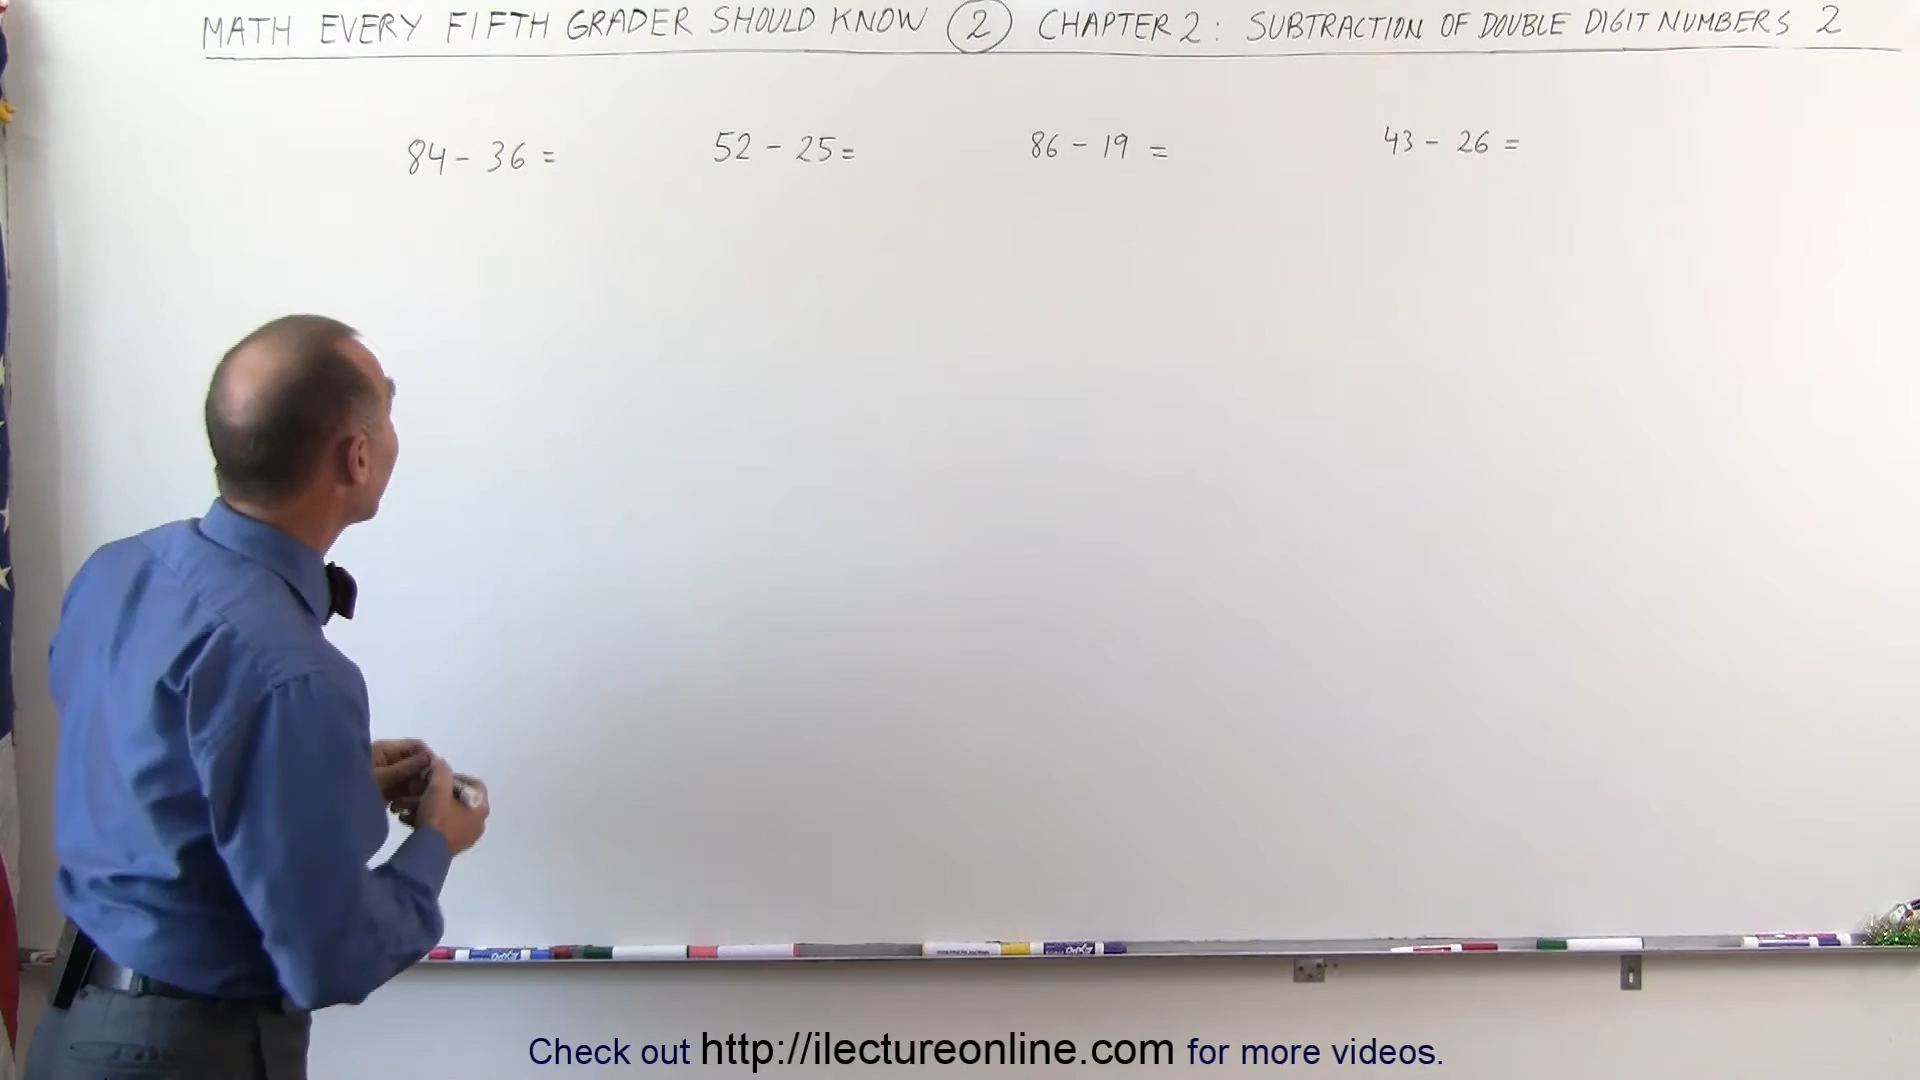 MATH EVERY FIFTH GRADER SHOULD KNOW 2 CHAPTER 2: SUBTRACTION OF DOUBLE DIGIT NUMBERS 2
84 - 36 = 52 - 25 = 86 - 19 = 43 - 26 =
Check out http://ilectureonline.com for more videos.